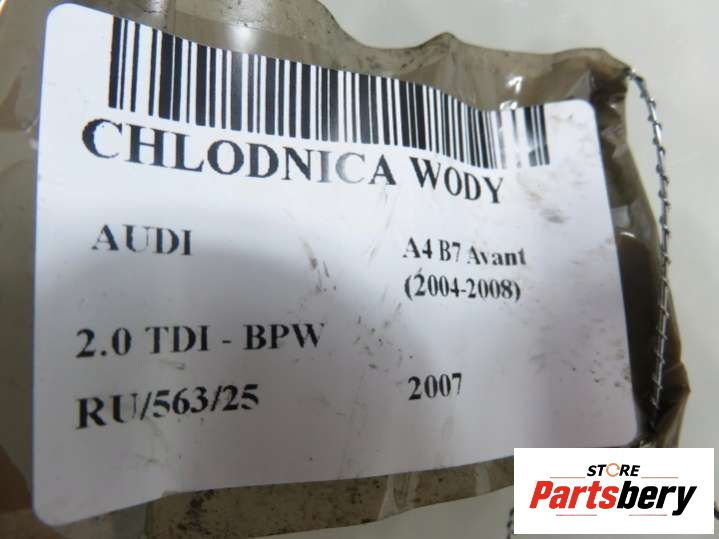 CHLODNICA WODY
AUDI A4 B7 Avant
(2004-2008)
2.0 TDI - BPW
RU/563/25 2007
STORE
Partsbery